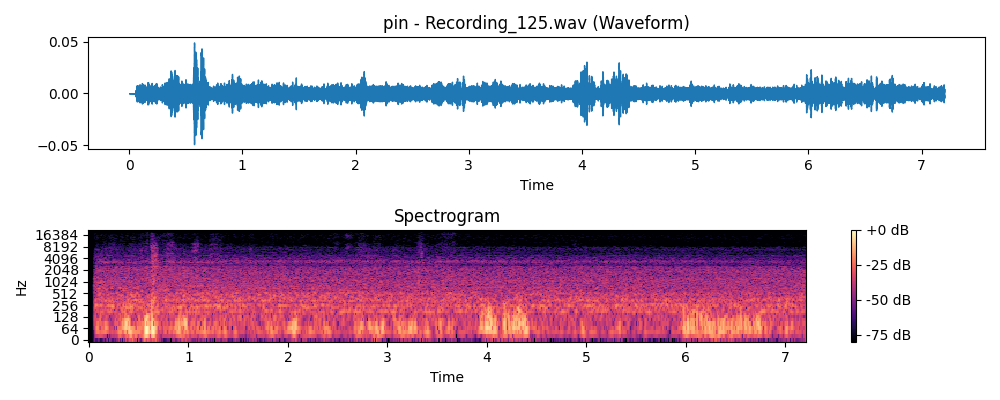 pin - Recording_125.wav (Waveform)
0.05
0.00
−0.05
0 1 2 3 4 5 6 7
Time
Spectrogram
Hz
16384
8192
4096
2048
1024
512
256
128
64
0
0 1 2 3 4 5 6 7
Time
+0 dB
-25 dB
-50 dB
-75 dB